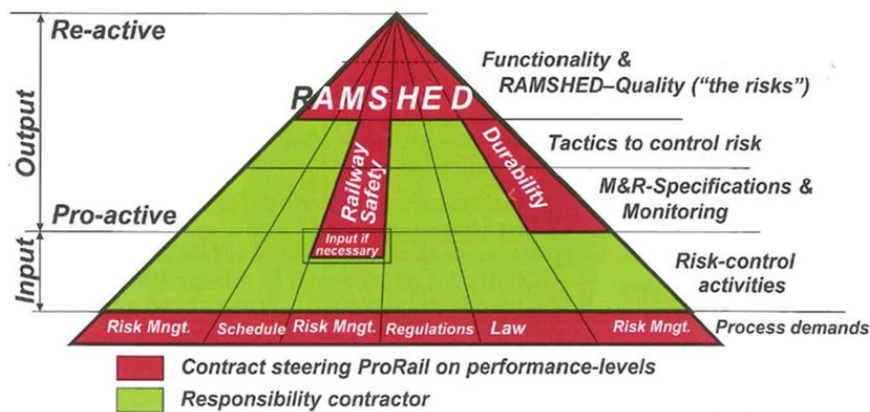 Re-active
Functionality &
RAMSHED–Quality ("the risks")
RAMSHED
Output
Tactics to control risk
Railway
Safety
Durability
M&R-Specifications &
Monitoring
Pro-active
Input if
necessary
Input
Risk-control
activities
Risk Mngt. Schedule Risk Mngt. Regulations Law Risk Mngt. Process demands
Contract steering ProRail on performance-levels
Responsibility contractor